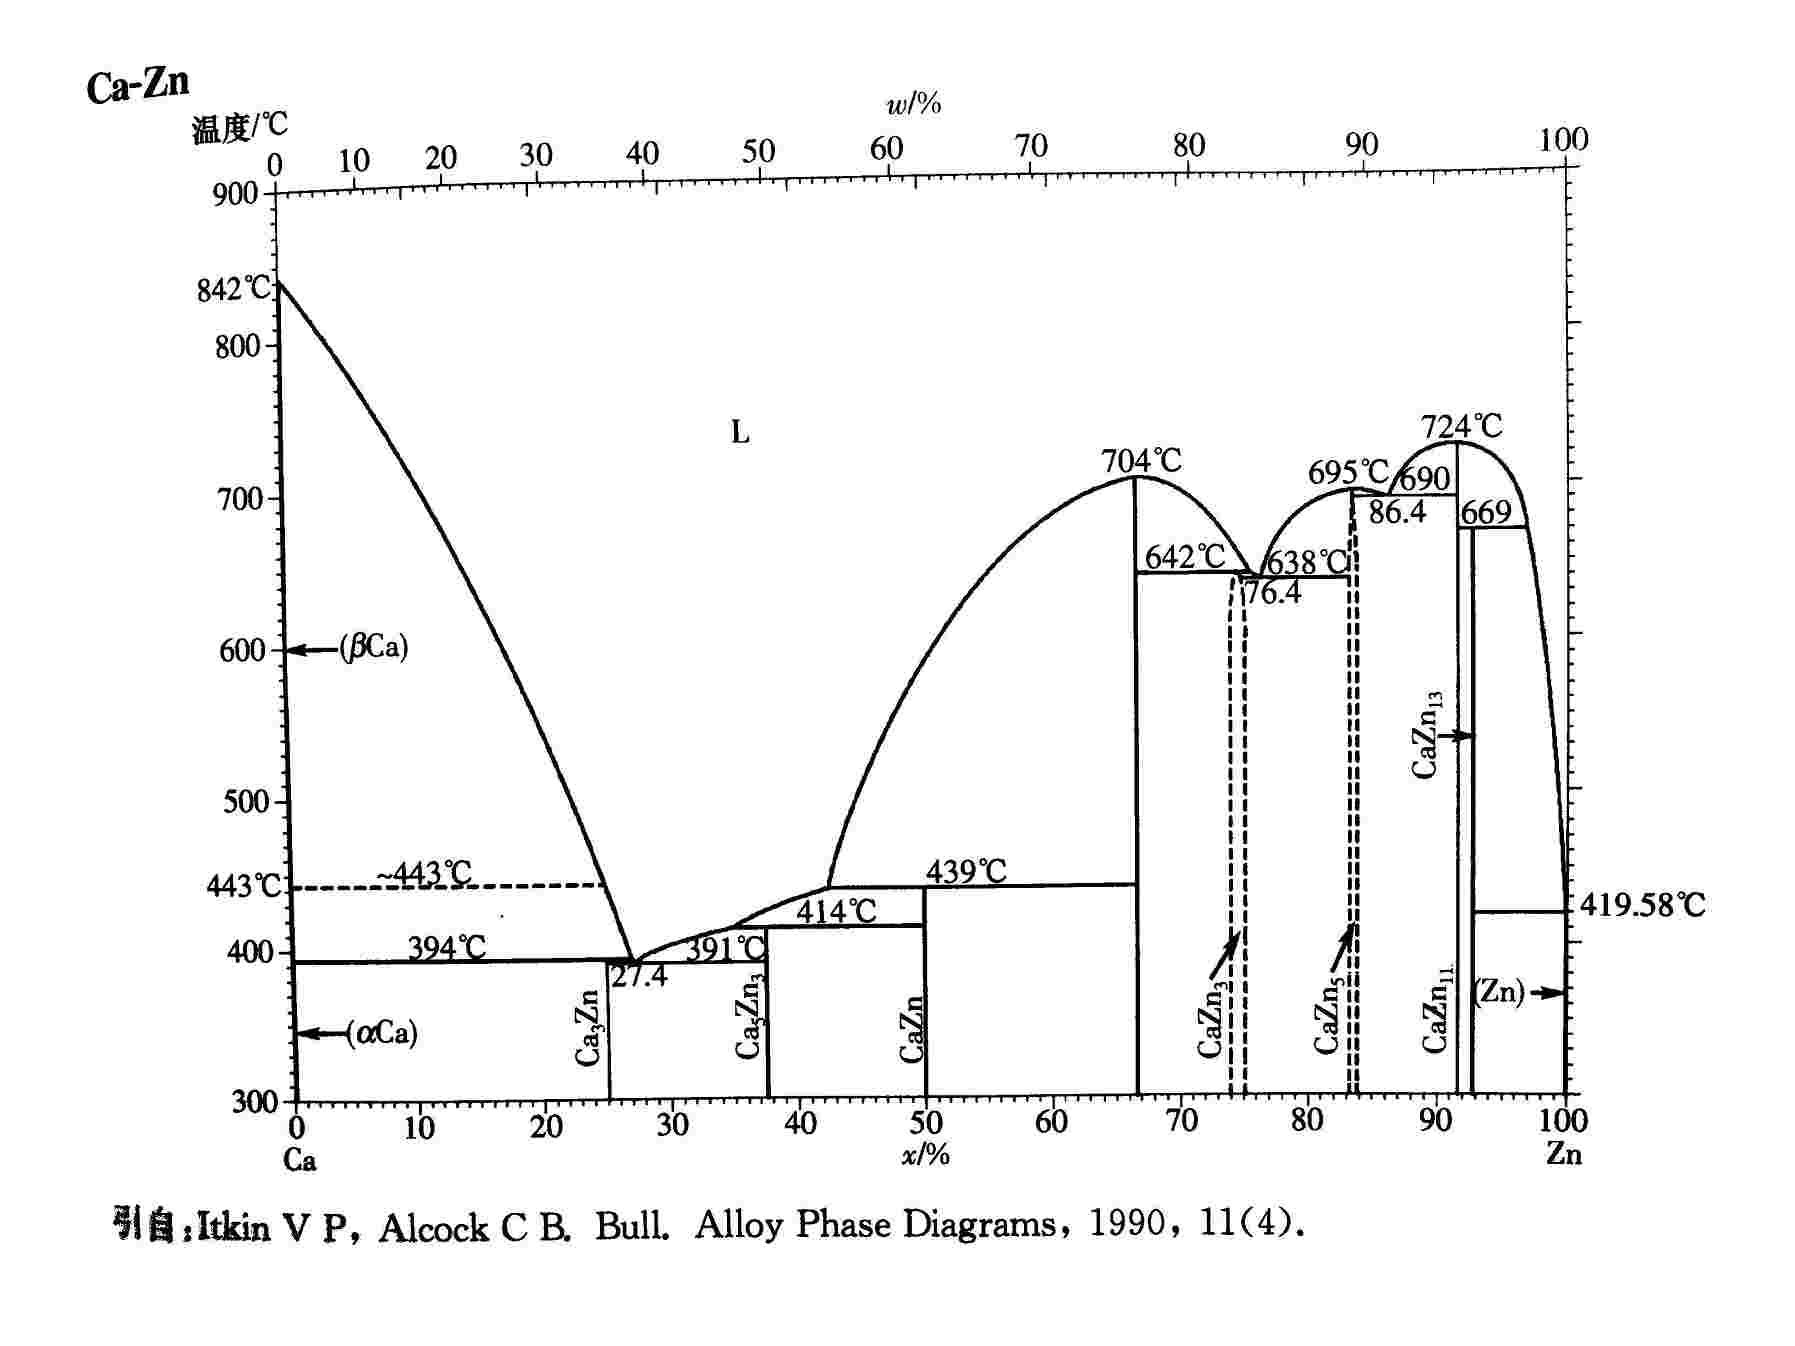 Ca-Zn
w/%
温度/℃
0 10 20 30 40 50 60 70 80 90 100
900
842℃
800
L
724℃
704℃
695℃ 690
700
86.4 669
642℃ 638℃
76.4
600 (βCa)
CaZn₁₃
500
~443℃ 439℃
443℃
414℃ 419.58℃
400 394℃ 391℃
27.4
Ca₃Zn Ca₅Zn₃ CaZn CaZn₃ CaZn₅ CaZn₁₁ (Zn)
(αCa)
300
0 10 20 30 40 50 60 70 80 90 100
Ca x/% Zn
引自:Itkin V P, Alcock C B. Bull. Alloy Phase Diagrams, 1990, 11(4).